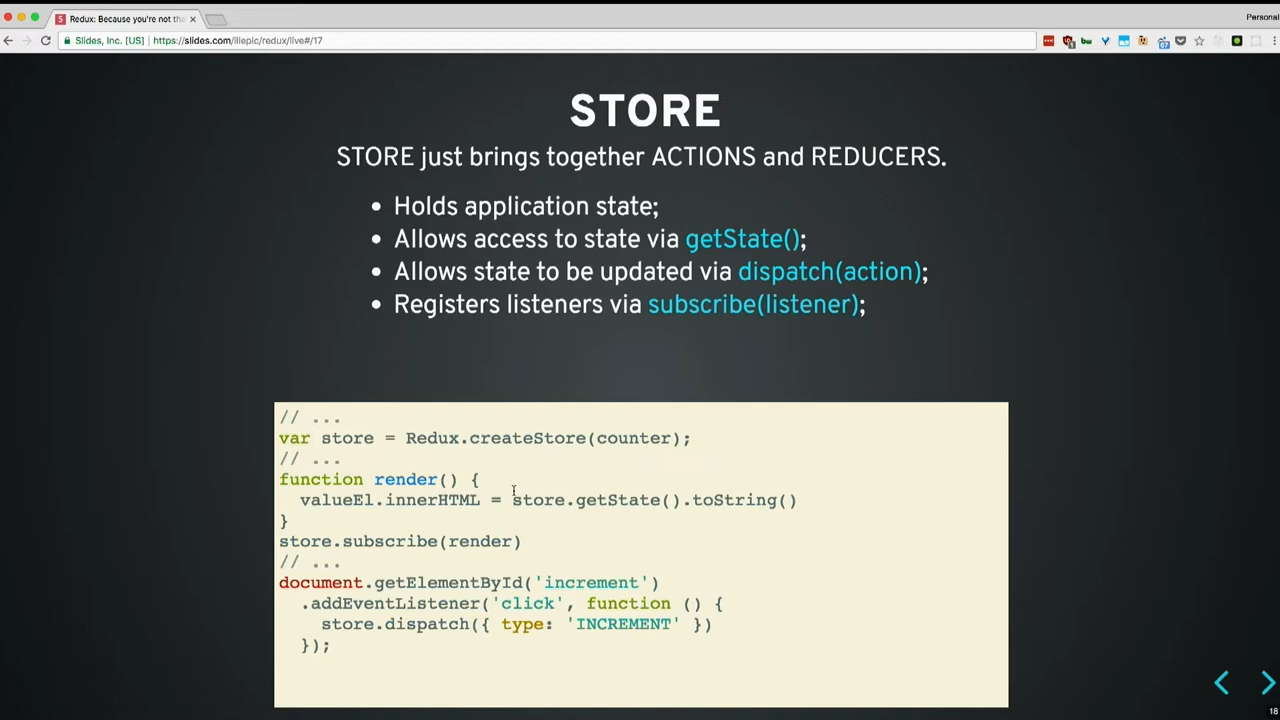 Redux: Because you're not tha
Personal
Slides, Inc. [US] | https://slides.com/illepic/redux/live#/17
STORE
STORE just brings together ACTIONS and REDUCERS.
• Holds application state;
• Allows access to state via getState();
• Allows state to be updated via dispatch(action);
• Registers listeners via subscribe(listener);
// ...
var store = Redux.createStore(counter);
// ...
function render() {
  valueEl.innerHTML = store.getState().toString()
}
store.subscribe(render)
// ...
document.getElementById('increment')
  .addEventListener('click', function () {
    store.dispatch({ type: 'INCREMENT' })
  });
18